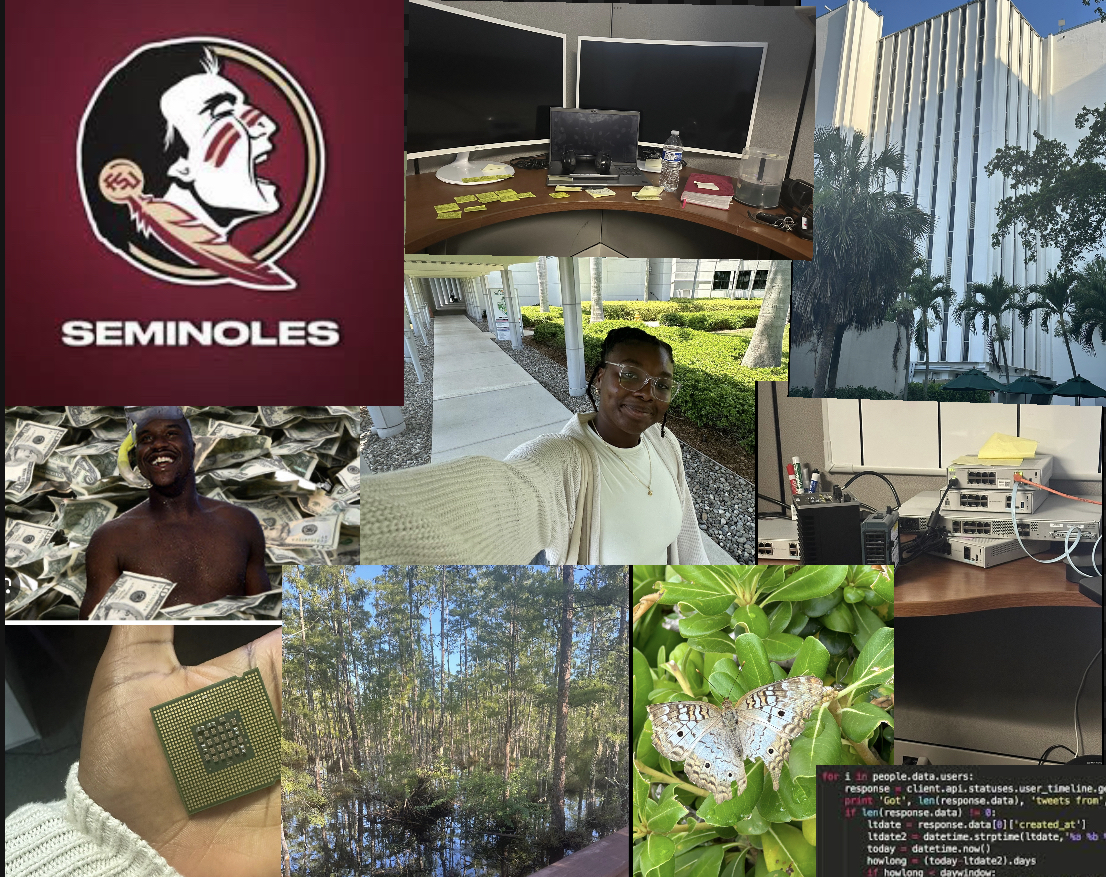 FSU
SEMINOLES
for i in people.data.users:
response = client.api.statuses.user_timeline.ge
print 'Got', len(response.data), 'tweets from',
if len(response.data) != 0:
ltdate = response.data[0]['created_at']
ltdate2 = datetime.strptime(ltdate,'%a %b %
today = datetime.now()
howlong = (today-ltdate2).days
if howlong < daywindow: